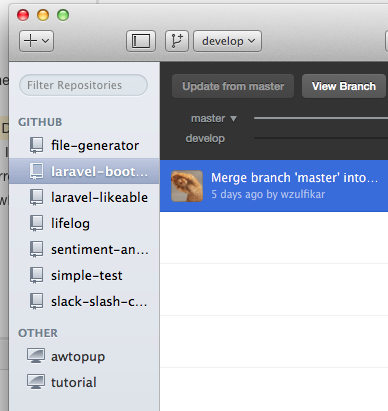 develop
Filter Repositories
Update from master
View Branch
GITHUB
file-generator
laravel-boot...
laravel-likeable
lifelog
sentiment-an...
simple-test
slack-slash-c...
OTHER
awtopup
tutorial
master
develop
Merge branch 'master' into...
5 days ago by wzulfikar